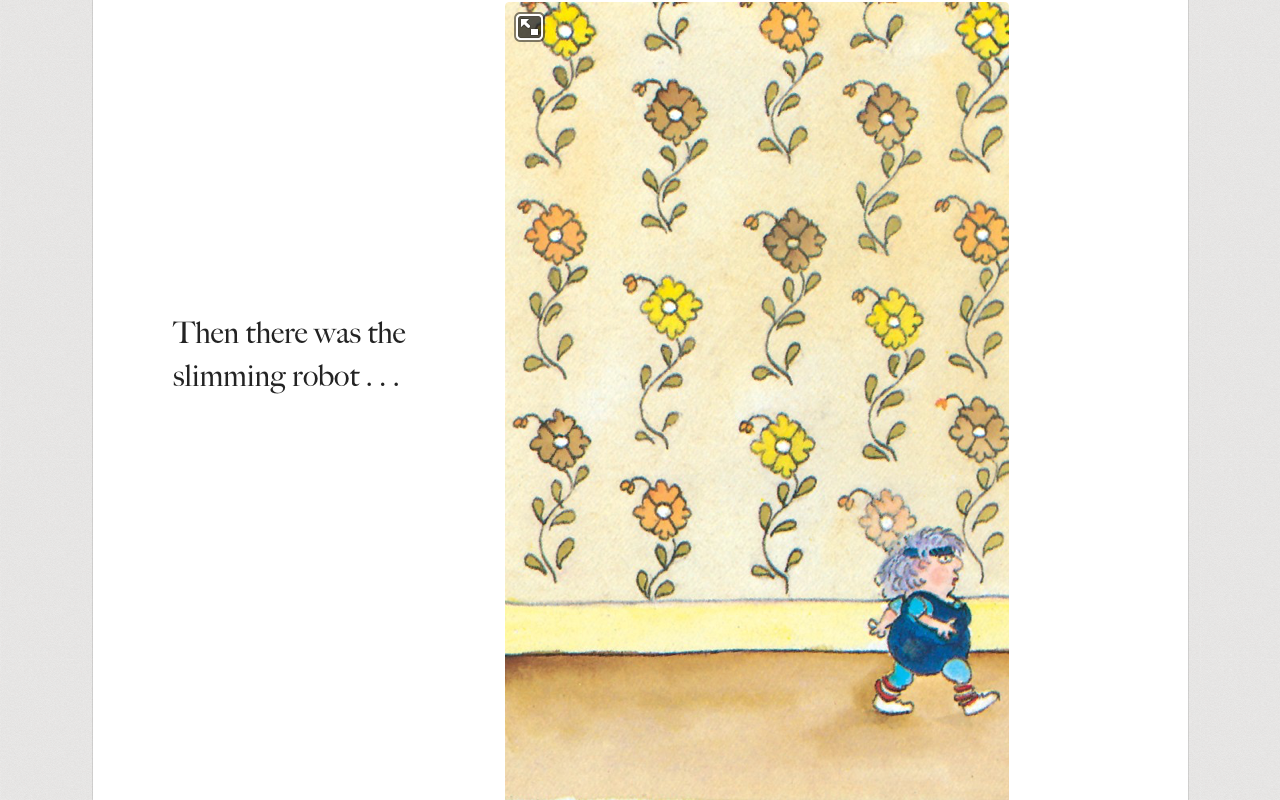 Then there was the
slimming robot . . .